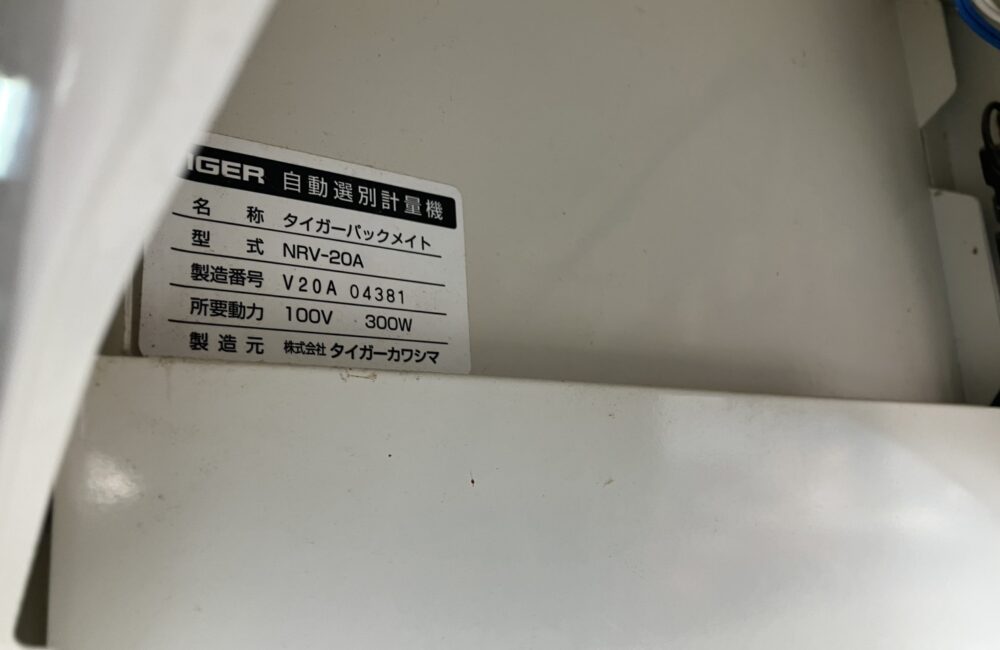 IGER 自動選別計量機
名称 タイガーパックメイト
型式 NRV-20A
製造番号 V20A 04381
所要動力 100V 300W
製造元 株式会社 タイガーカワシマ